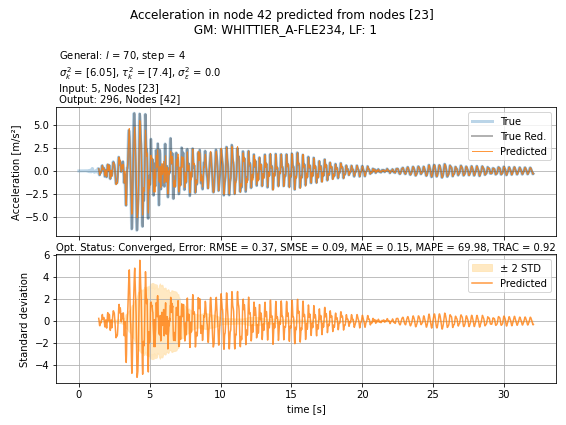 Acceleration in node 42 predicted from nodes [23]
GM: WHITTIER_A-FLE234, LF: 1
General: l = 70, step = 4
σ²ₖ = [6.05], τ²ₖ = [7.4], σ²ε = 0.0
Input: 5, Nodes [23]
Output: 296, Nodes [42]
Acceleration [m/s²]
5.0
2.5
0.0
−2.5
−5.0
True
True Red.
Predicted
Opt. Status: Converged, Error: RMSE = 0.37, SMSE = 0.09, MAE = 0.15, MAPE = 69.98, TRAC = 0.92
Standard deviation
6
4
2
0
−2
−4
± 2 STD
Predicted
0 5 10 15 20 25 30
time [s]